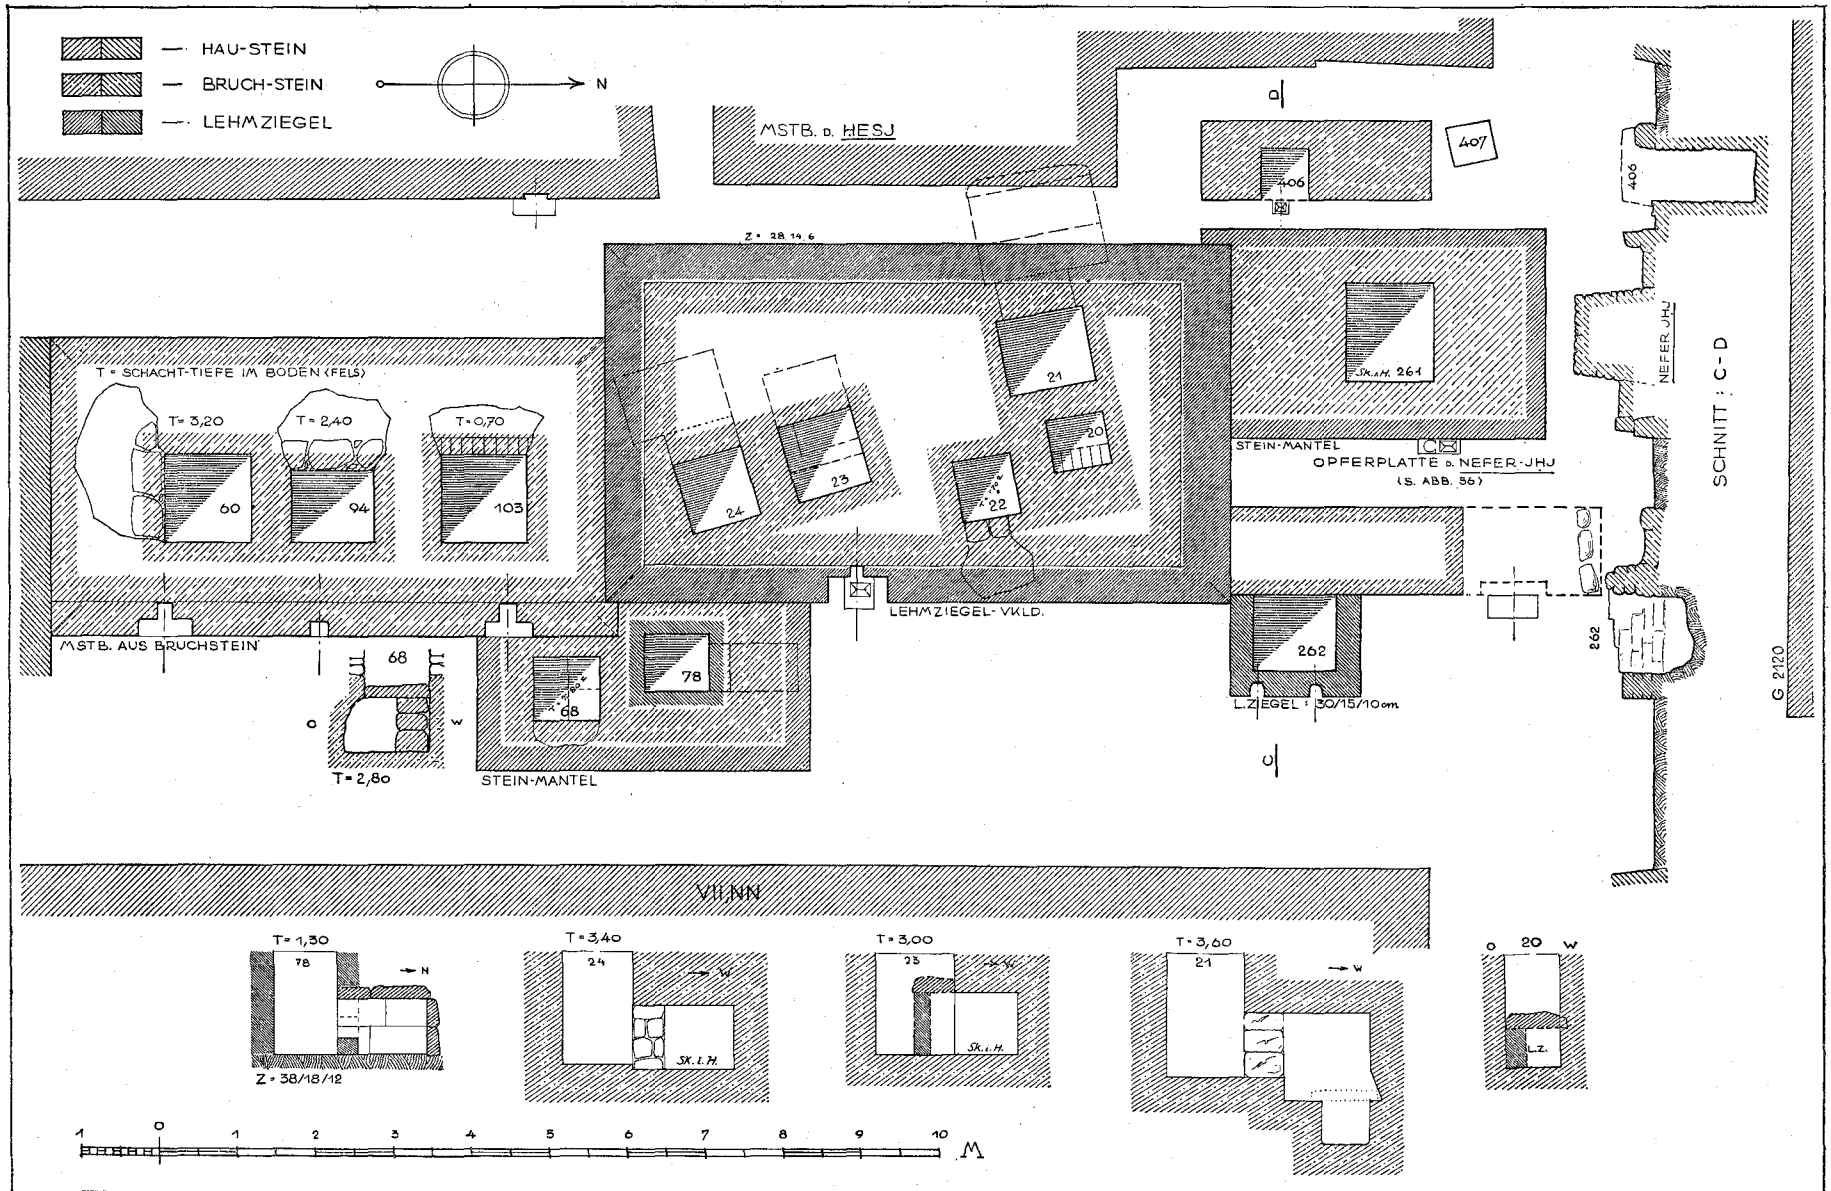 HAU-STEIN
BRUCH-STEIN
LEHMZIEGEL
N
MSTB. D. HESJ
D
407
406
406
Z = 28.14.6
T = SCHACHT-TIEFE IM BODEN (FELS)
T = 3,20
T = 2,40
T = 0,70
60
94
103
24
23
22
21
20
Sk.i.H. 261
STEIN-MANTEL
OPFERPLATTE D. NEFER-JHJ
(S. ABB. 56)
NEFER JHJ
SCHNITT : C-D
LEHMZIEGEL-VKLD.
MSTB. AUS BRUCHSTEIN
68
O
W
T = 2,80
68
78
STEIN-MANTEL
262
262
L.ZIEGEL : 30/15/10 cm
C
G 2120
VII,NN
T = 1,30
78
N
Z = 38/18/12
T = 3,40
24
W
Sk.i.H.
T = 3,00
23
W
Sk.i.H.
T = 3,60
21
W
O 20 W
L.Z.
1 0 1 2 3 4 5 6 7 8 9 10 M